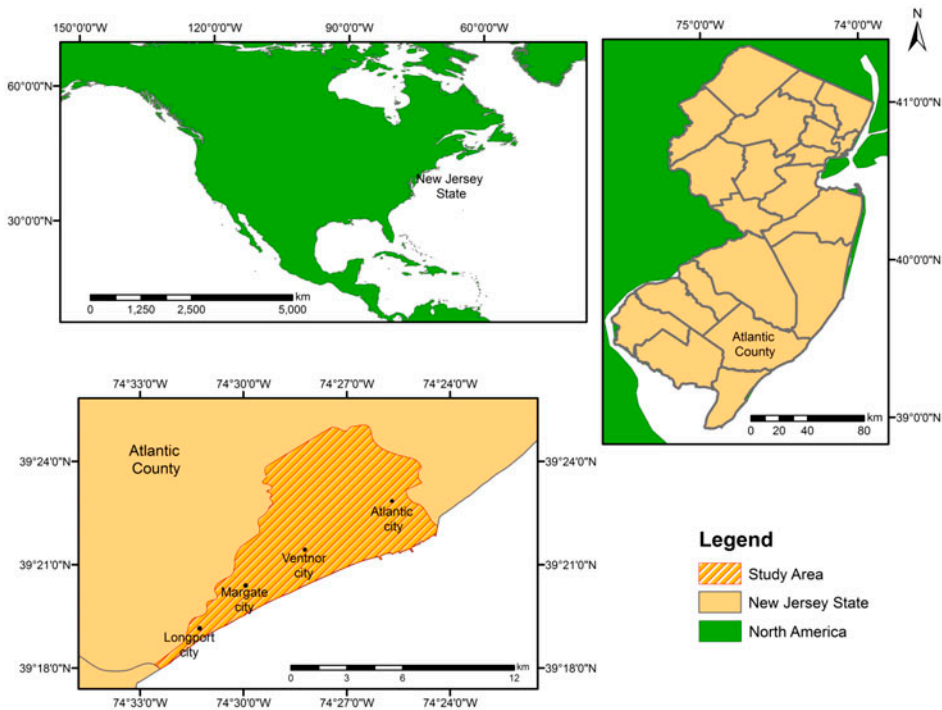 150°0'0"W 120°0'0"W 90°0'0"W 60°0'0"W
60°0'0"N
30°0'0"N
New Jersey
State
km
0 1,250 2,500 5,000
75°0'0"W 74°0'0"W
N
41°0'0"N
40°0'0"N
39°0'0"N
Atlantic
County
km
0 20 40 80
74°33'0"W 74°30'0"W 74°27'0"W 74°24'0"W
39°24'0"N 39°24'0"N
39°21'0"N 39°21'0"N
39°18'0"N 39°18'0"N
Atlantic
County
Atlantic
city
Ventnor
city
Margate
city
Longport
city
km
0 3 6 12
74°33'0"W 74°30'0"W 74°27'0"W 74°24'0"W
Legend
Study Area
New Jersey State
North America